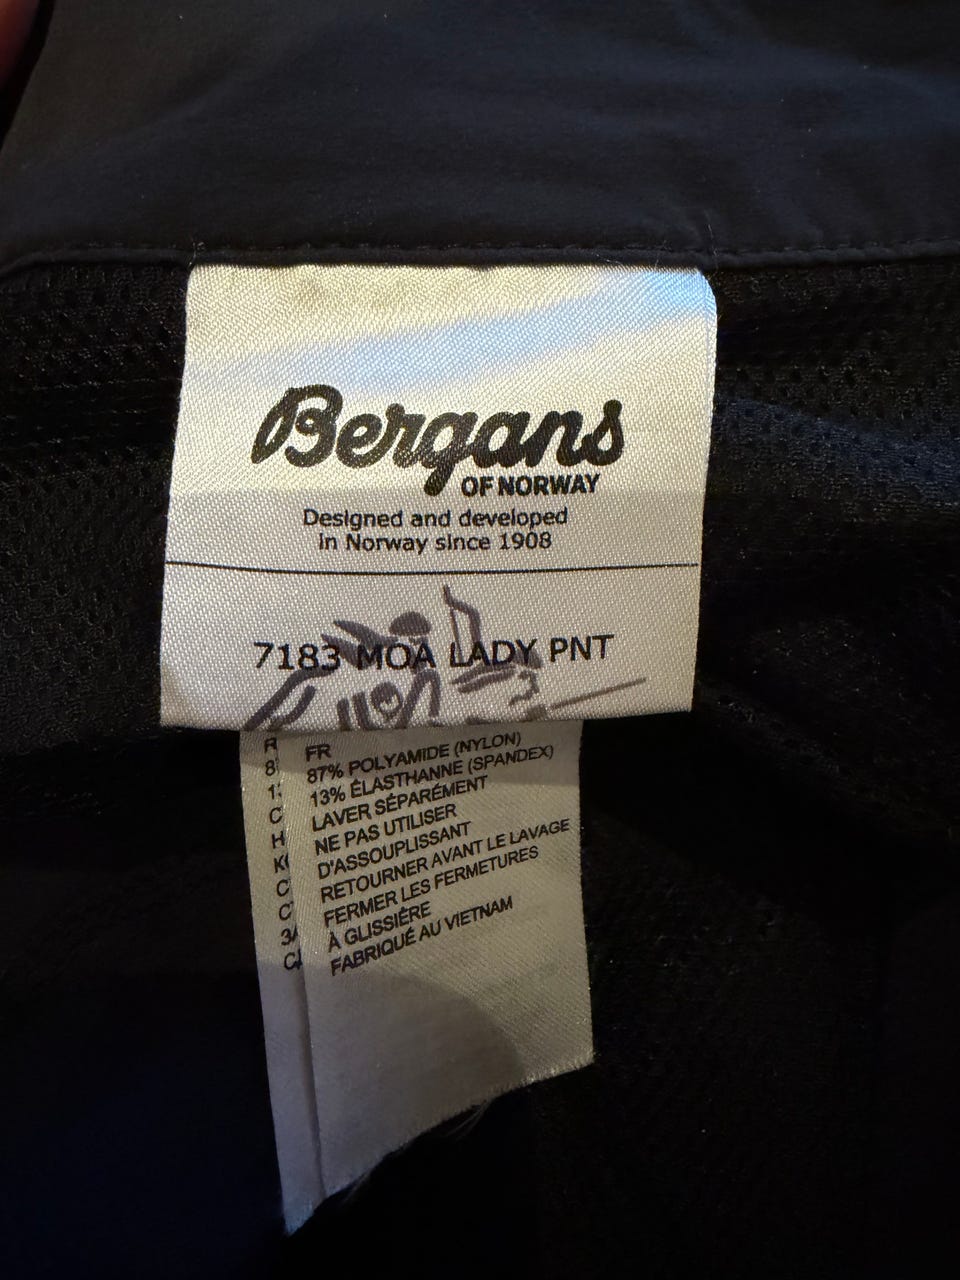 Bergans
OF NORWAY
Designed and developed
in Norway since 1908
7183 MOA LADY PNT
FR
87% POLYAMIDE (NYLON)
13% ÉLASTHANNE (SPANDEX)
LAVER SÉPARÉMENT
NE PAS UTILISER
D'ASSOUPLISSANT
RETOURNER AVANT LE LAVAGE
FERMER LES FERMETURES
À GLISSIÈRE
FABRIQUÉ AU VIETNAM